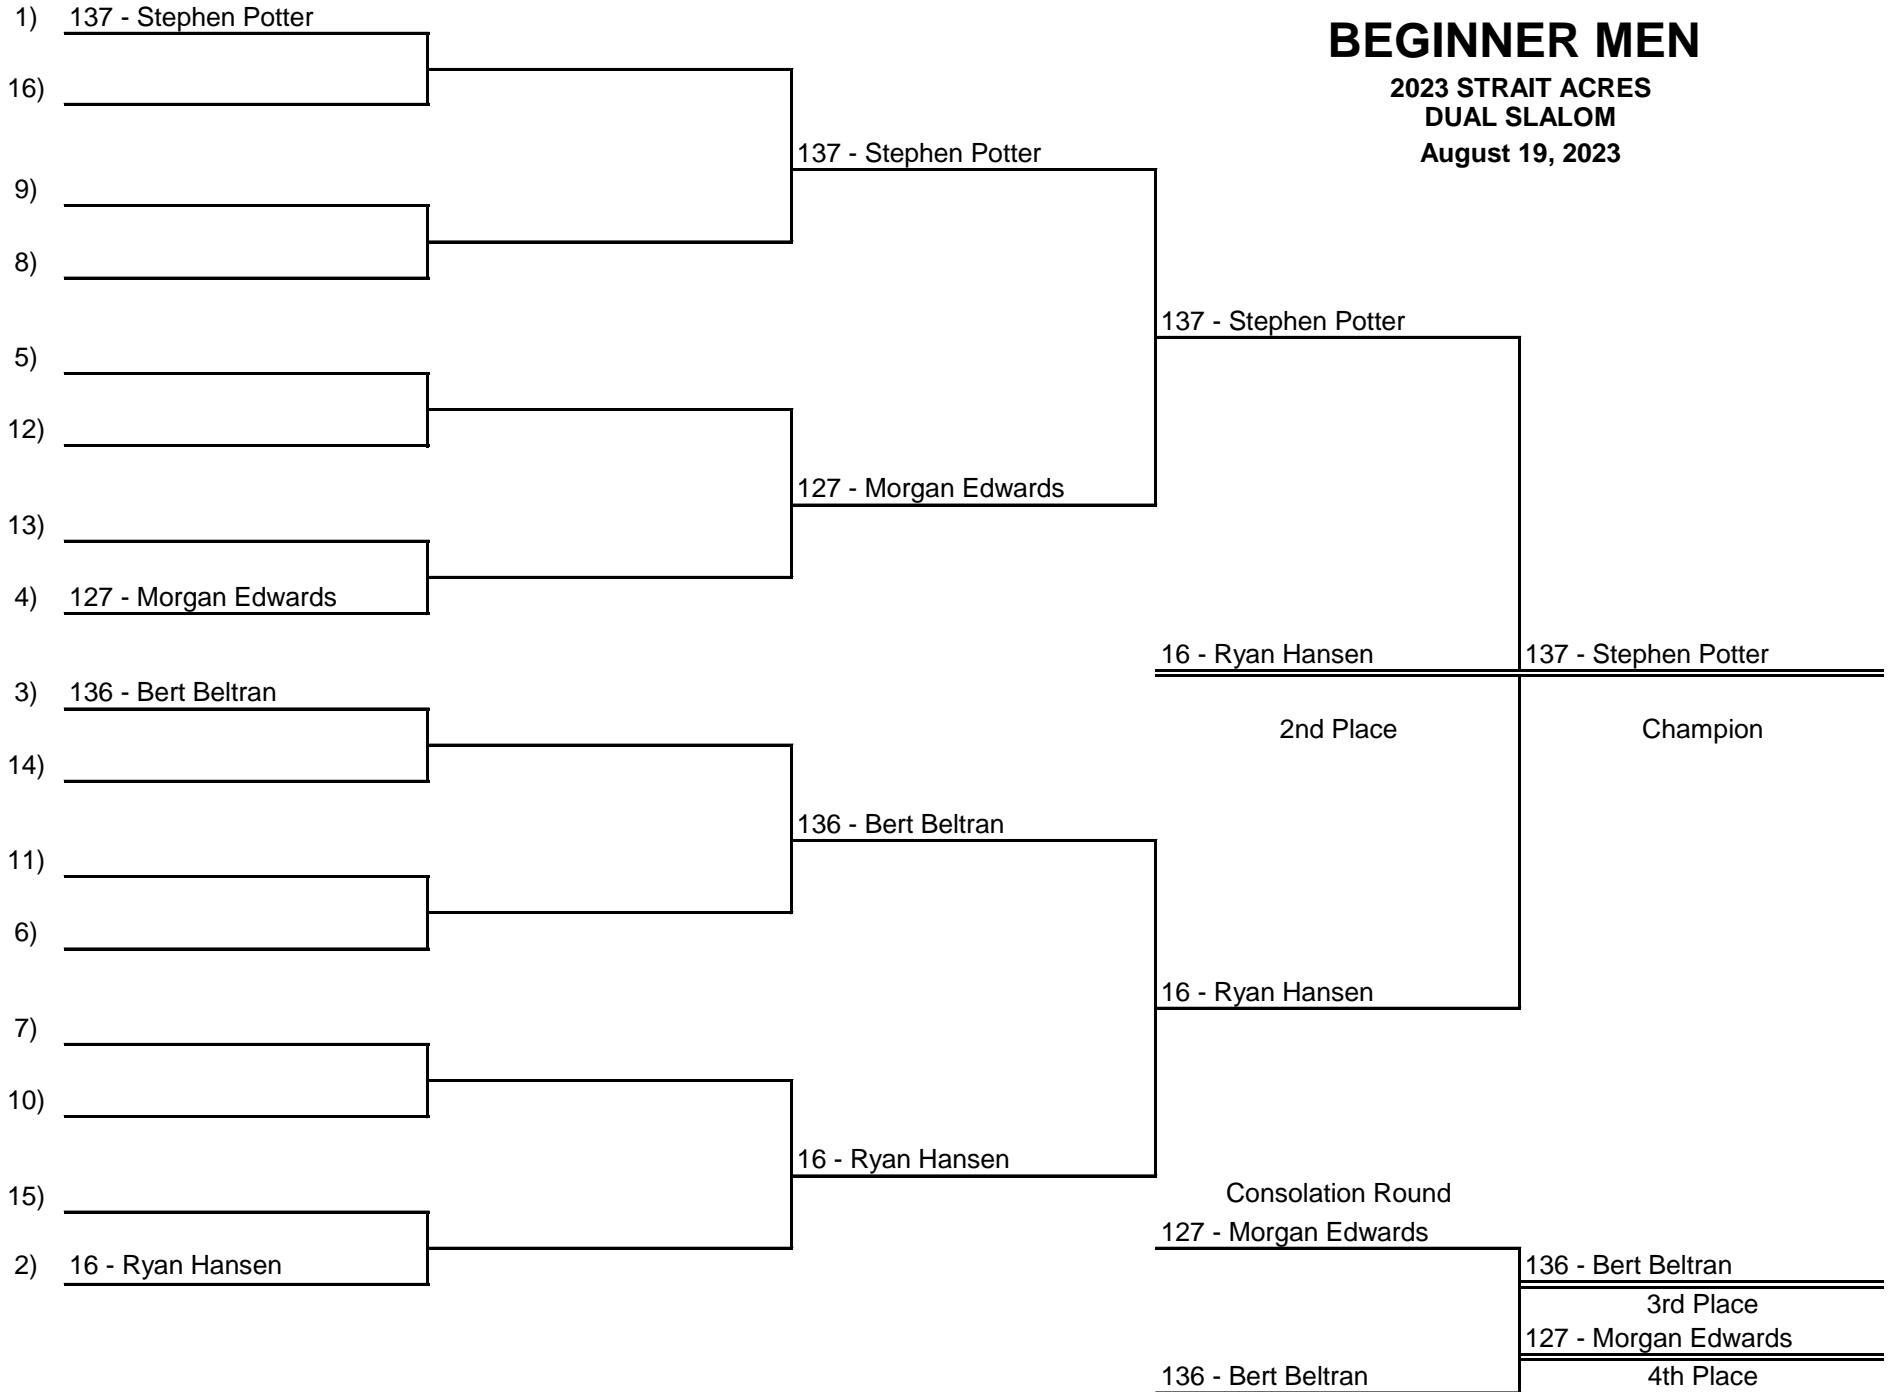 BEGINNER MEN
2023 STRAIT ACRES
DUAL SLALOM
August 19, 2023
1) 137 - Stephen Potter
16)
137 - Stephen Potter
9)
8)
137 - Stephen Potter
5)
12)
127 - Morgan Edwards
13)
4) 127 - Morgan Edwards
16 - Ryan Hansen 137 - Stephen Potter
3) 136 - Bert Beltran
2nd Place Champion
14)
136 - Bert Beltran
11)
6)
16 - Ryan Hansen
7)
10)
16 - Ryan Hansen
15)
Consolation Round
127 - Morgan Edwards
2) 16 - Ryan Hansen
136 - Bert Beltran
3rd Place
127 - Morgan Edwards
136 - Bert Beltran
4th Place